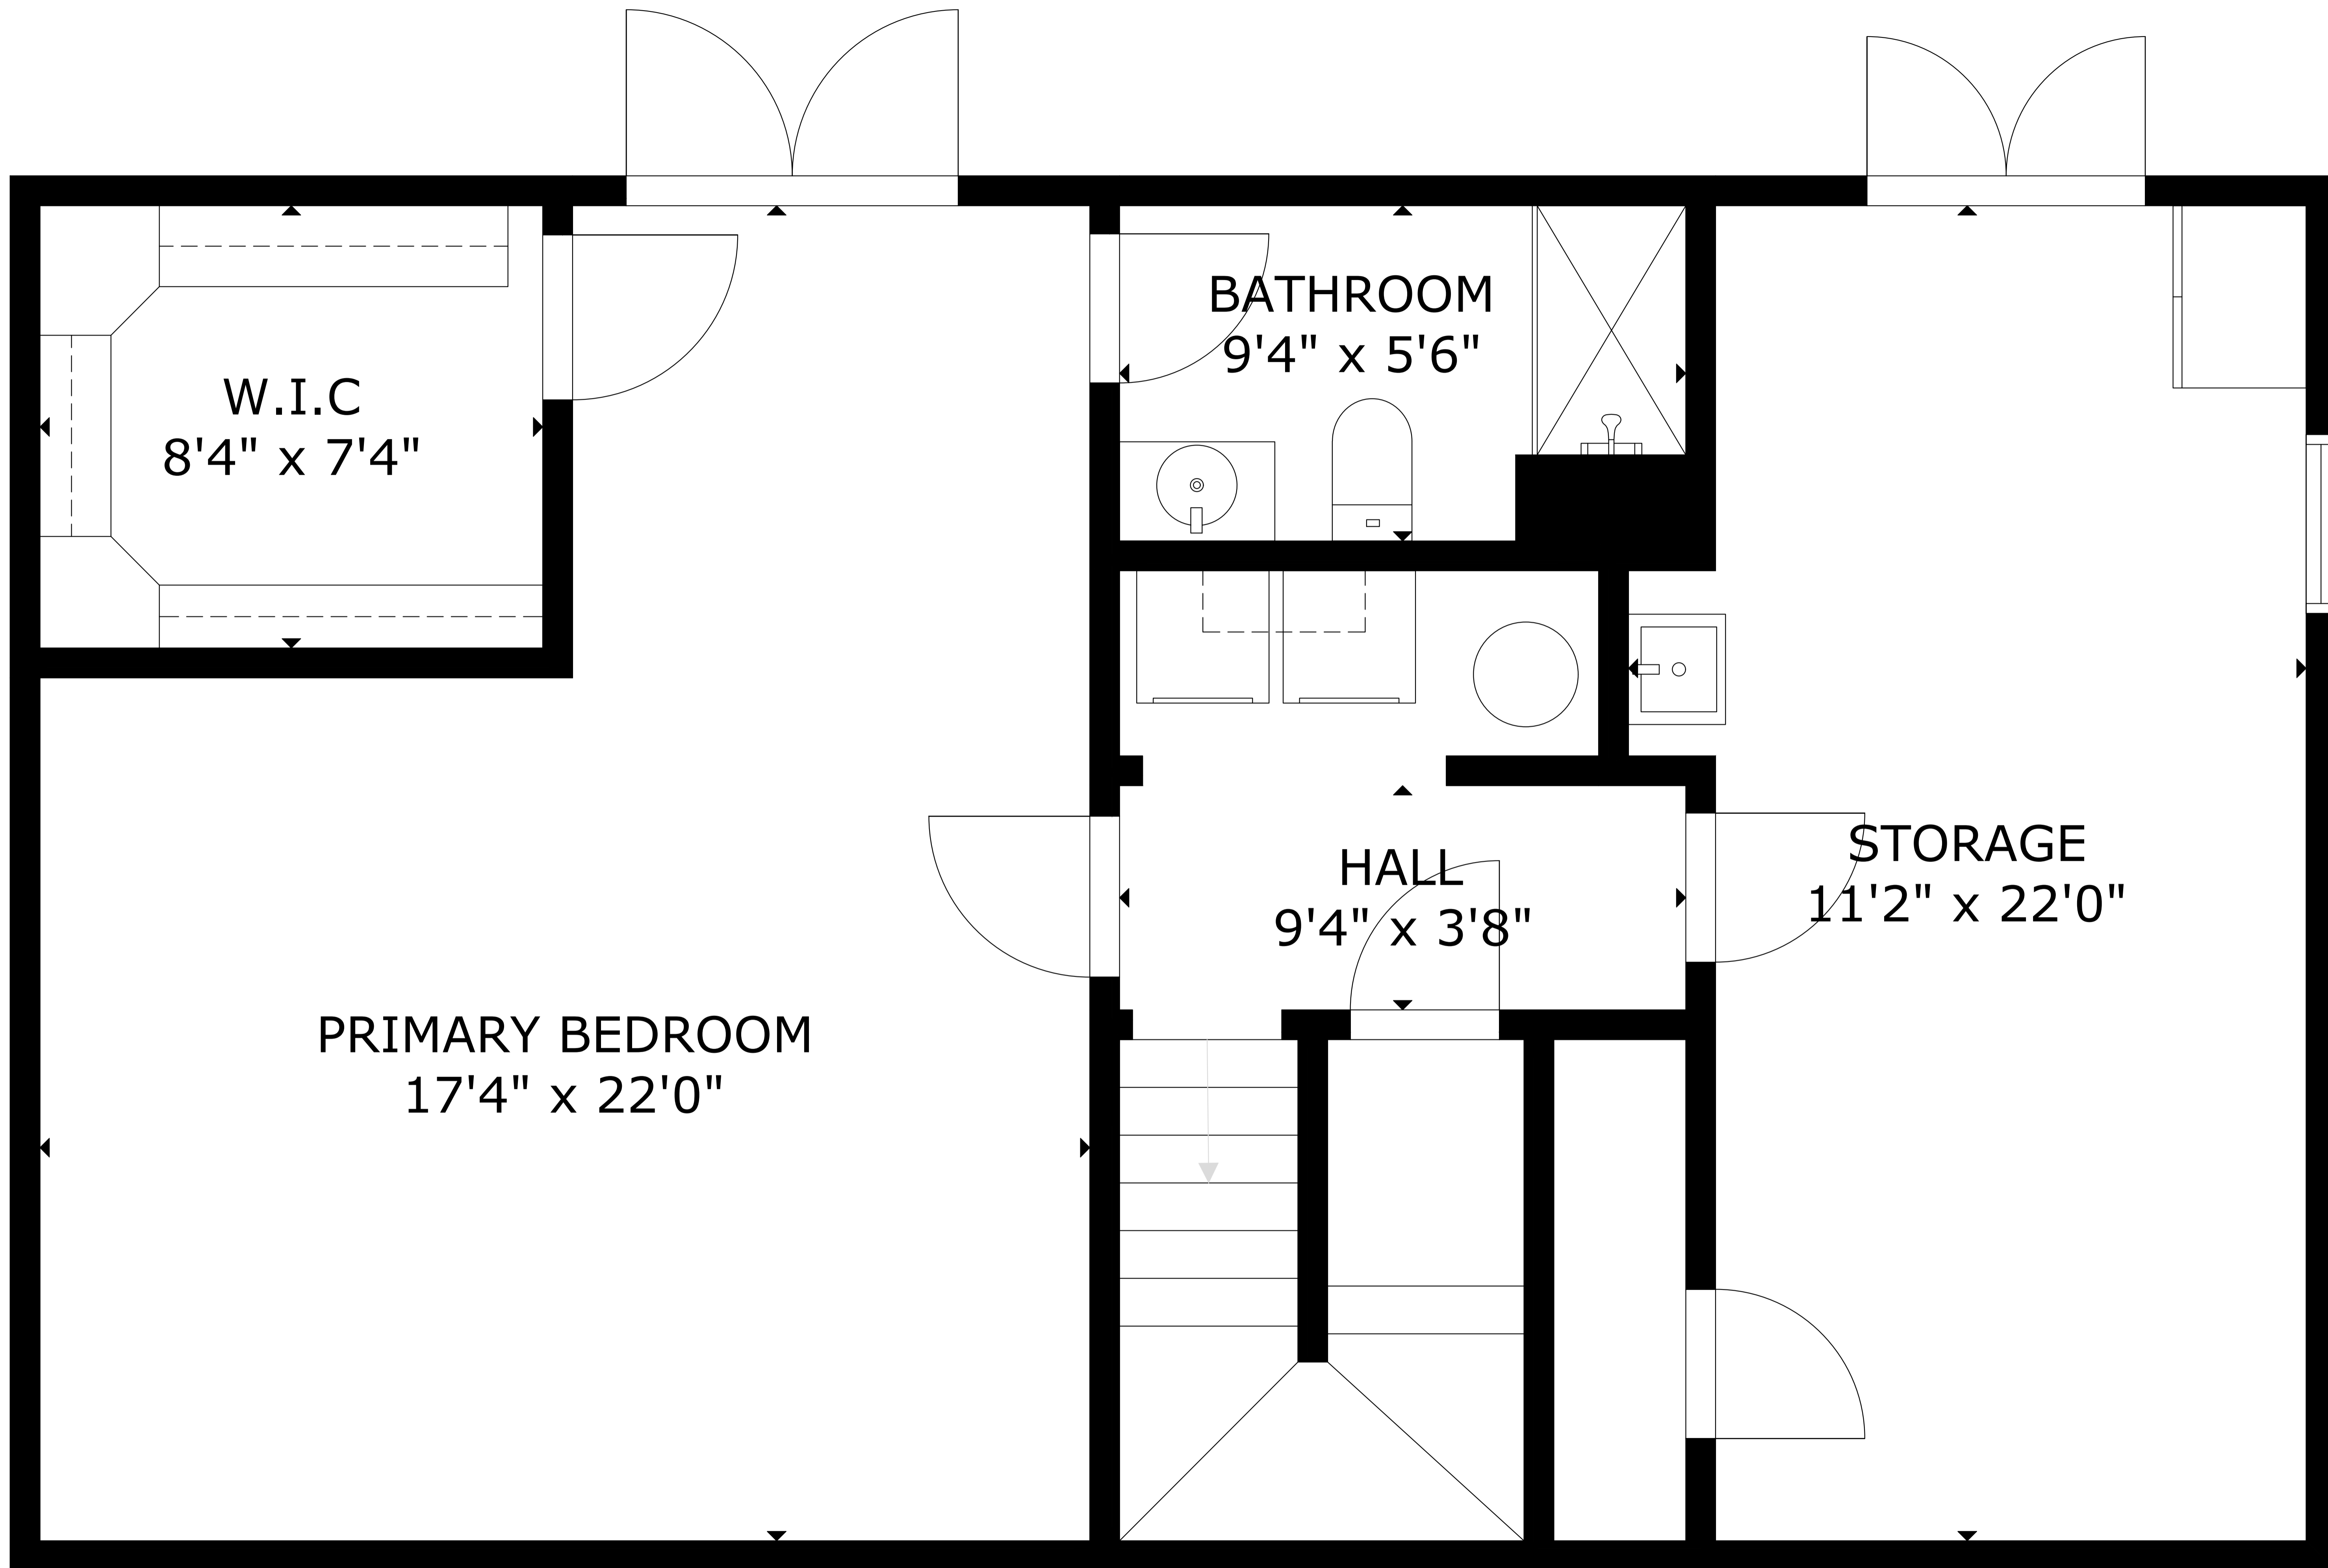 BATHROOM
9'4" x 5'6"
W.I.C
8'4" x 7'4"
HALL
9'4" x 3'8"
STORAGE
11'2" x 22'0"
PRIMARY BEDROOM
17'4" x 22'0"